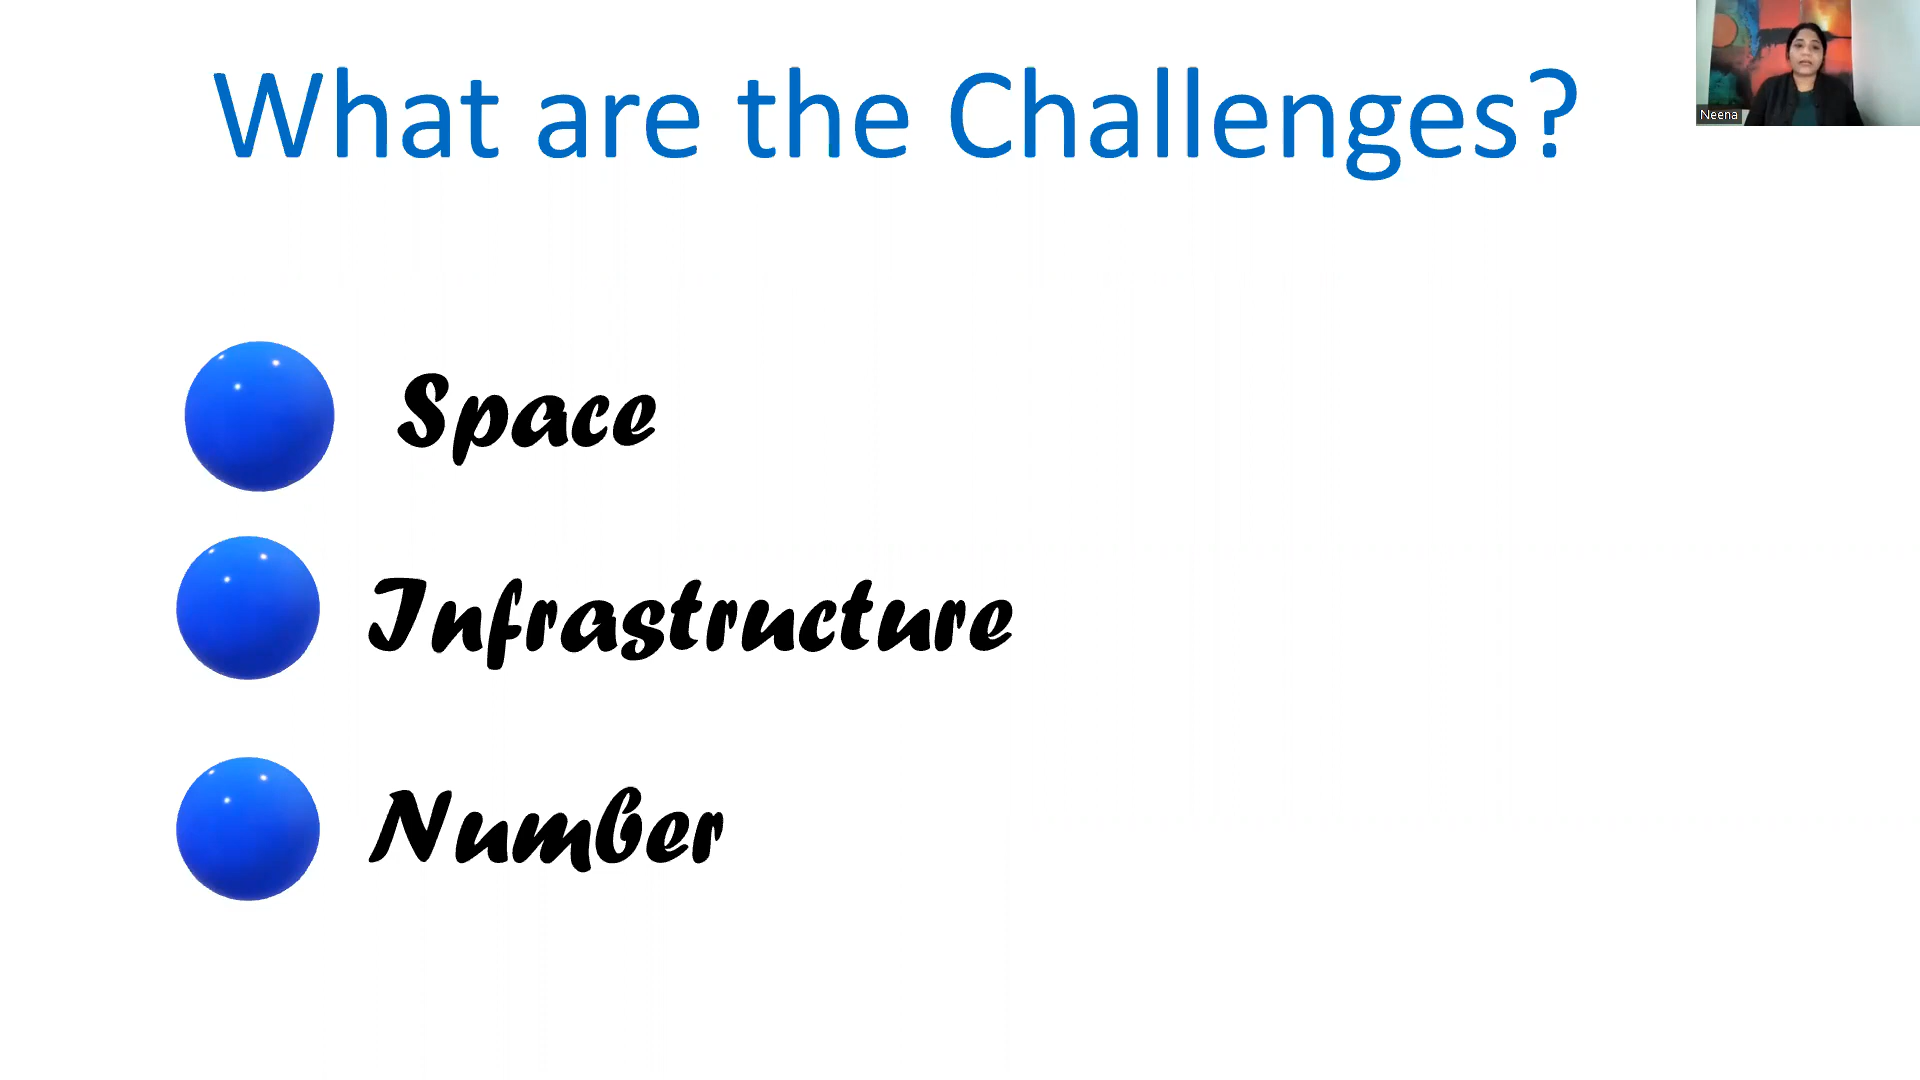 What are the Challenges?
Neena
Space
Infrastructure
Number